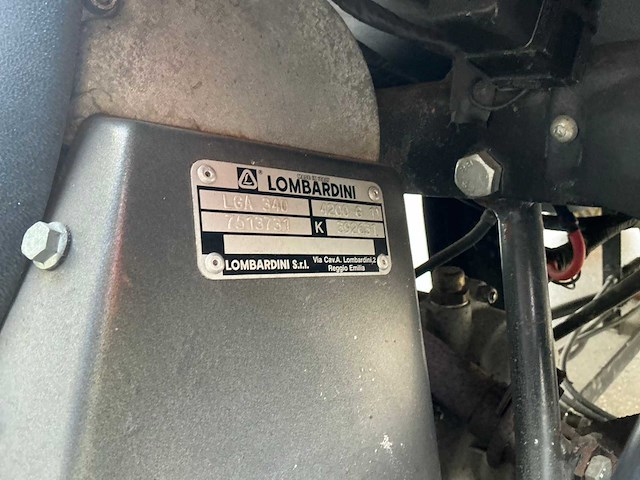 LOMBARDINI
LGA 340
7513731 K
LOMBARDINI S.r.l. Via Cav.A. Lombardini,2
Reggio Emilia